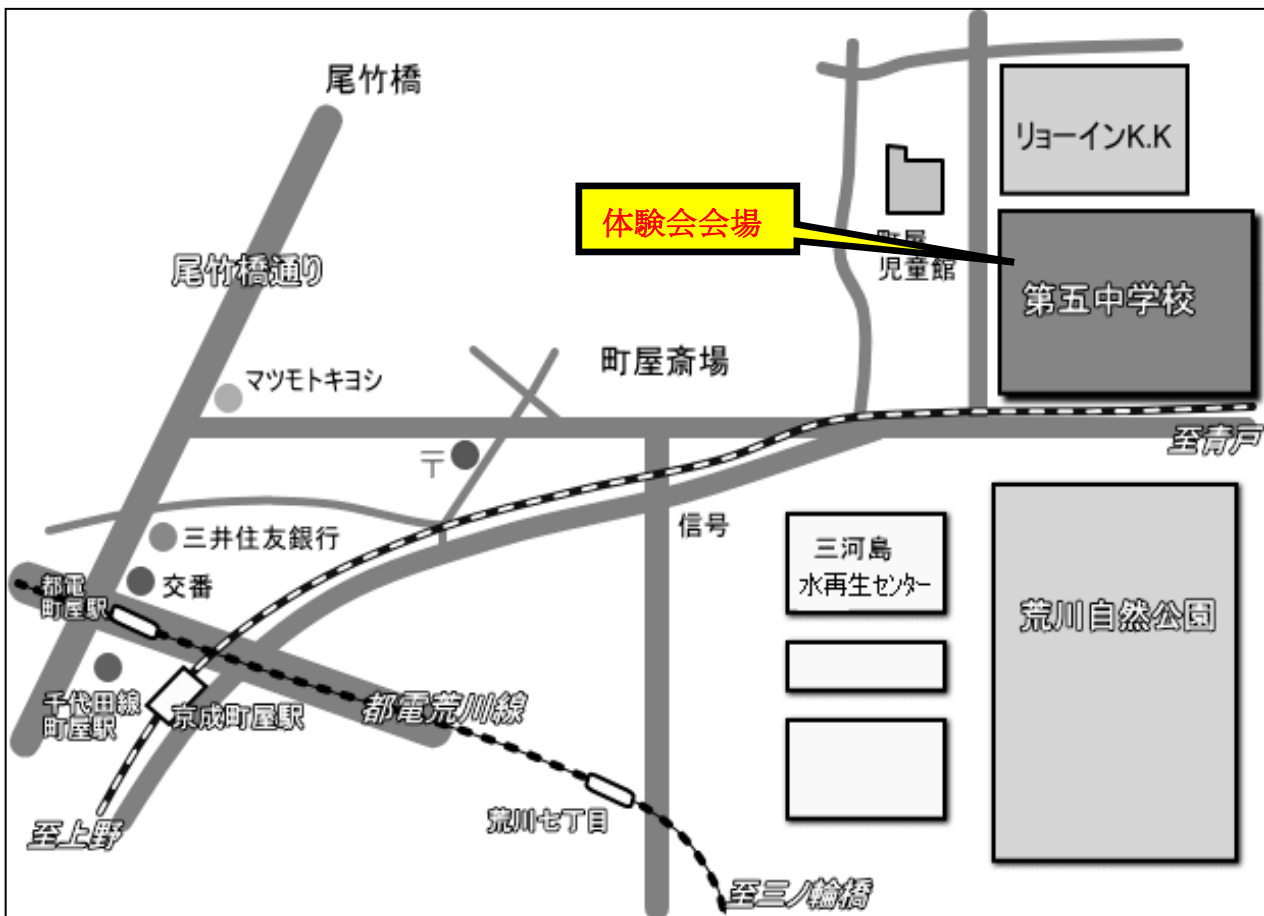 尾竹橋
リョーインK.K
体験会会場
町屋
児童館
尾竹橋通り
第五中学校
町屋斎場
マツモトキヨシ
至青戸
〒
信号
三井住友銀行
三河島
水再生センター
都電
町屋駅
交番
荒川自然公園
千代田線
町屋駅
京成町屋駅
都電荒川線
荒川七丁目
至上野
至三ノ輪橋